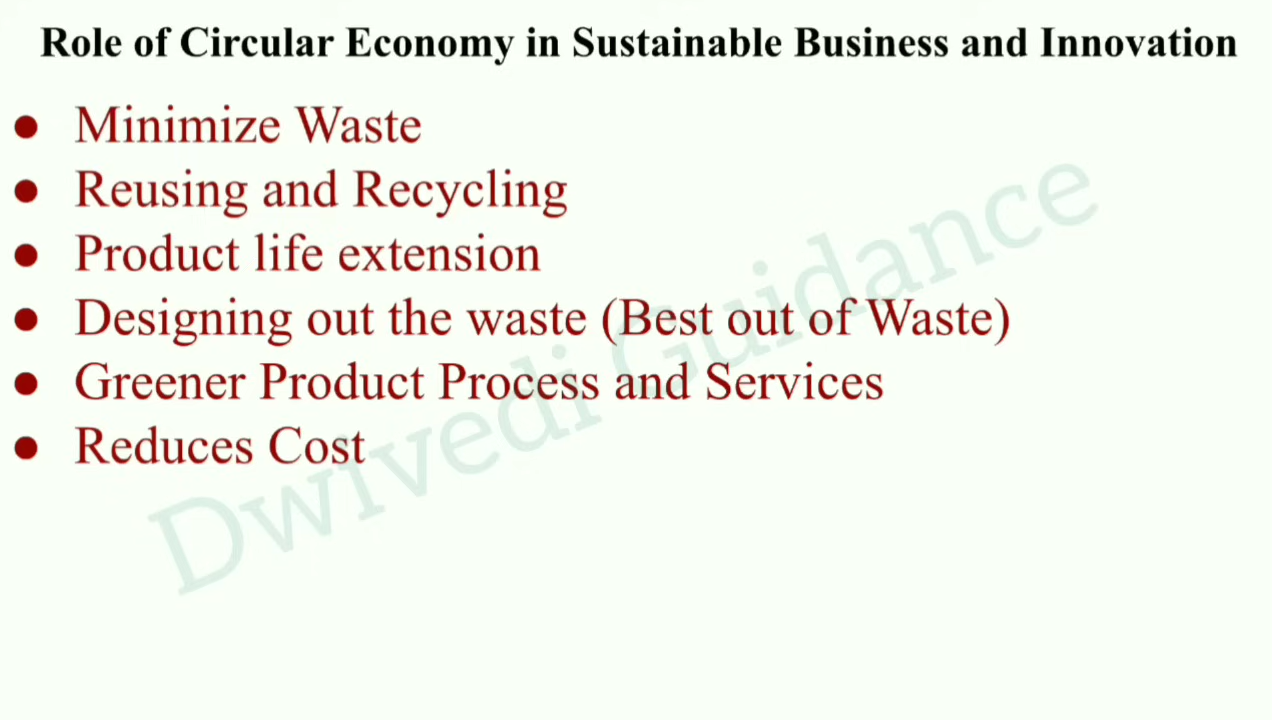 Role of Circular Economy in Sustainable Business and Innovation
● Minimize Waste
● Reusing and Recycling
● Product life extension
● Designing out the waste (Best out of Waste)
● Greener Product Process and Services
● Reduces Cost
Dwivedi Guidance